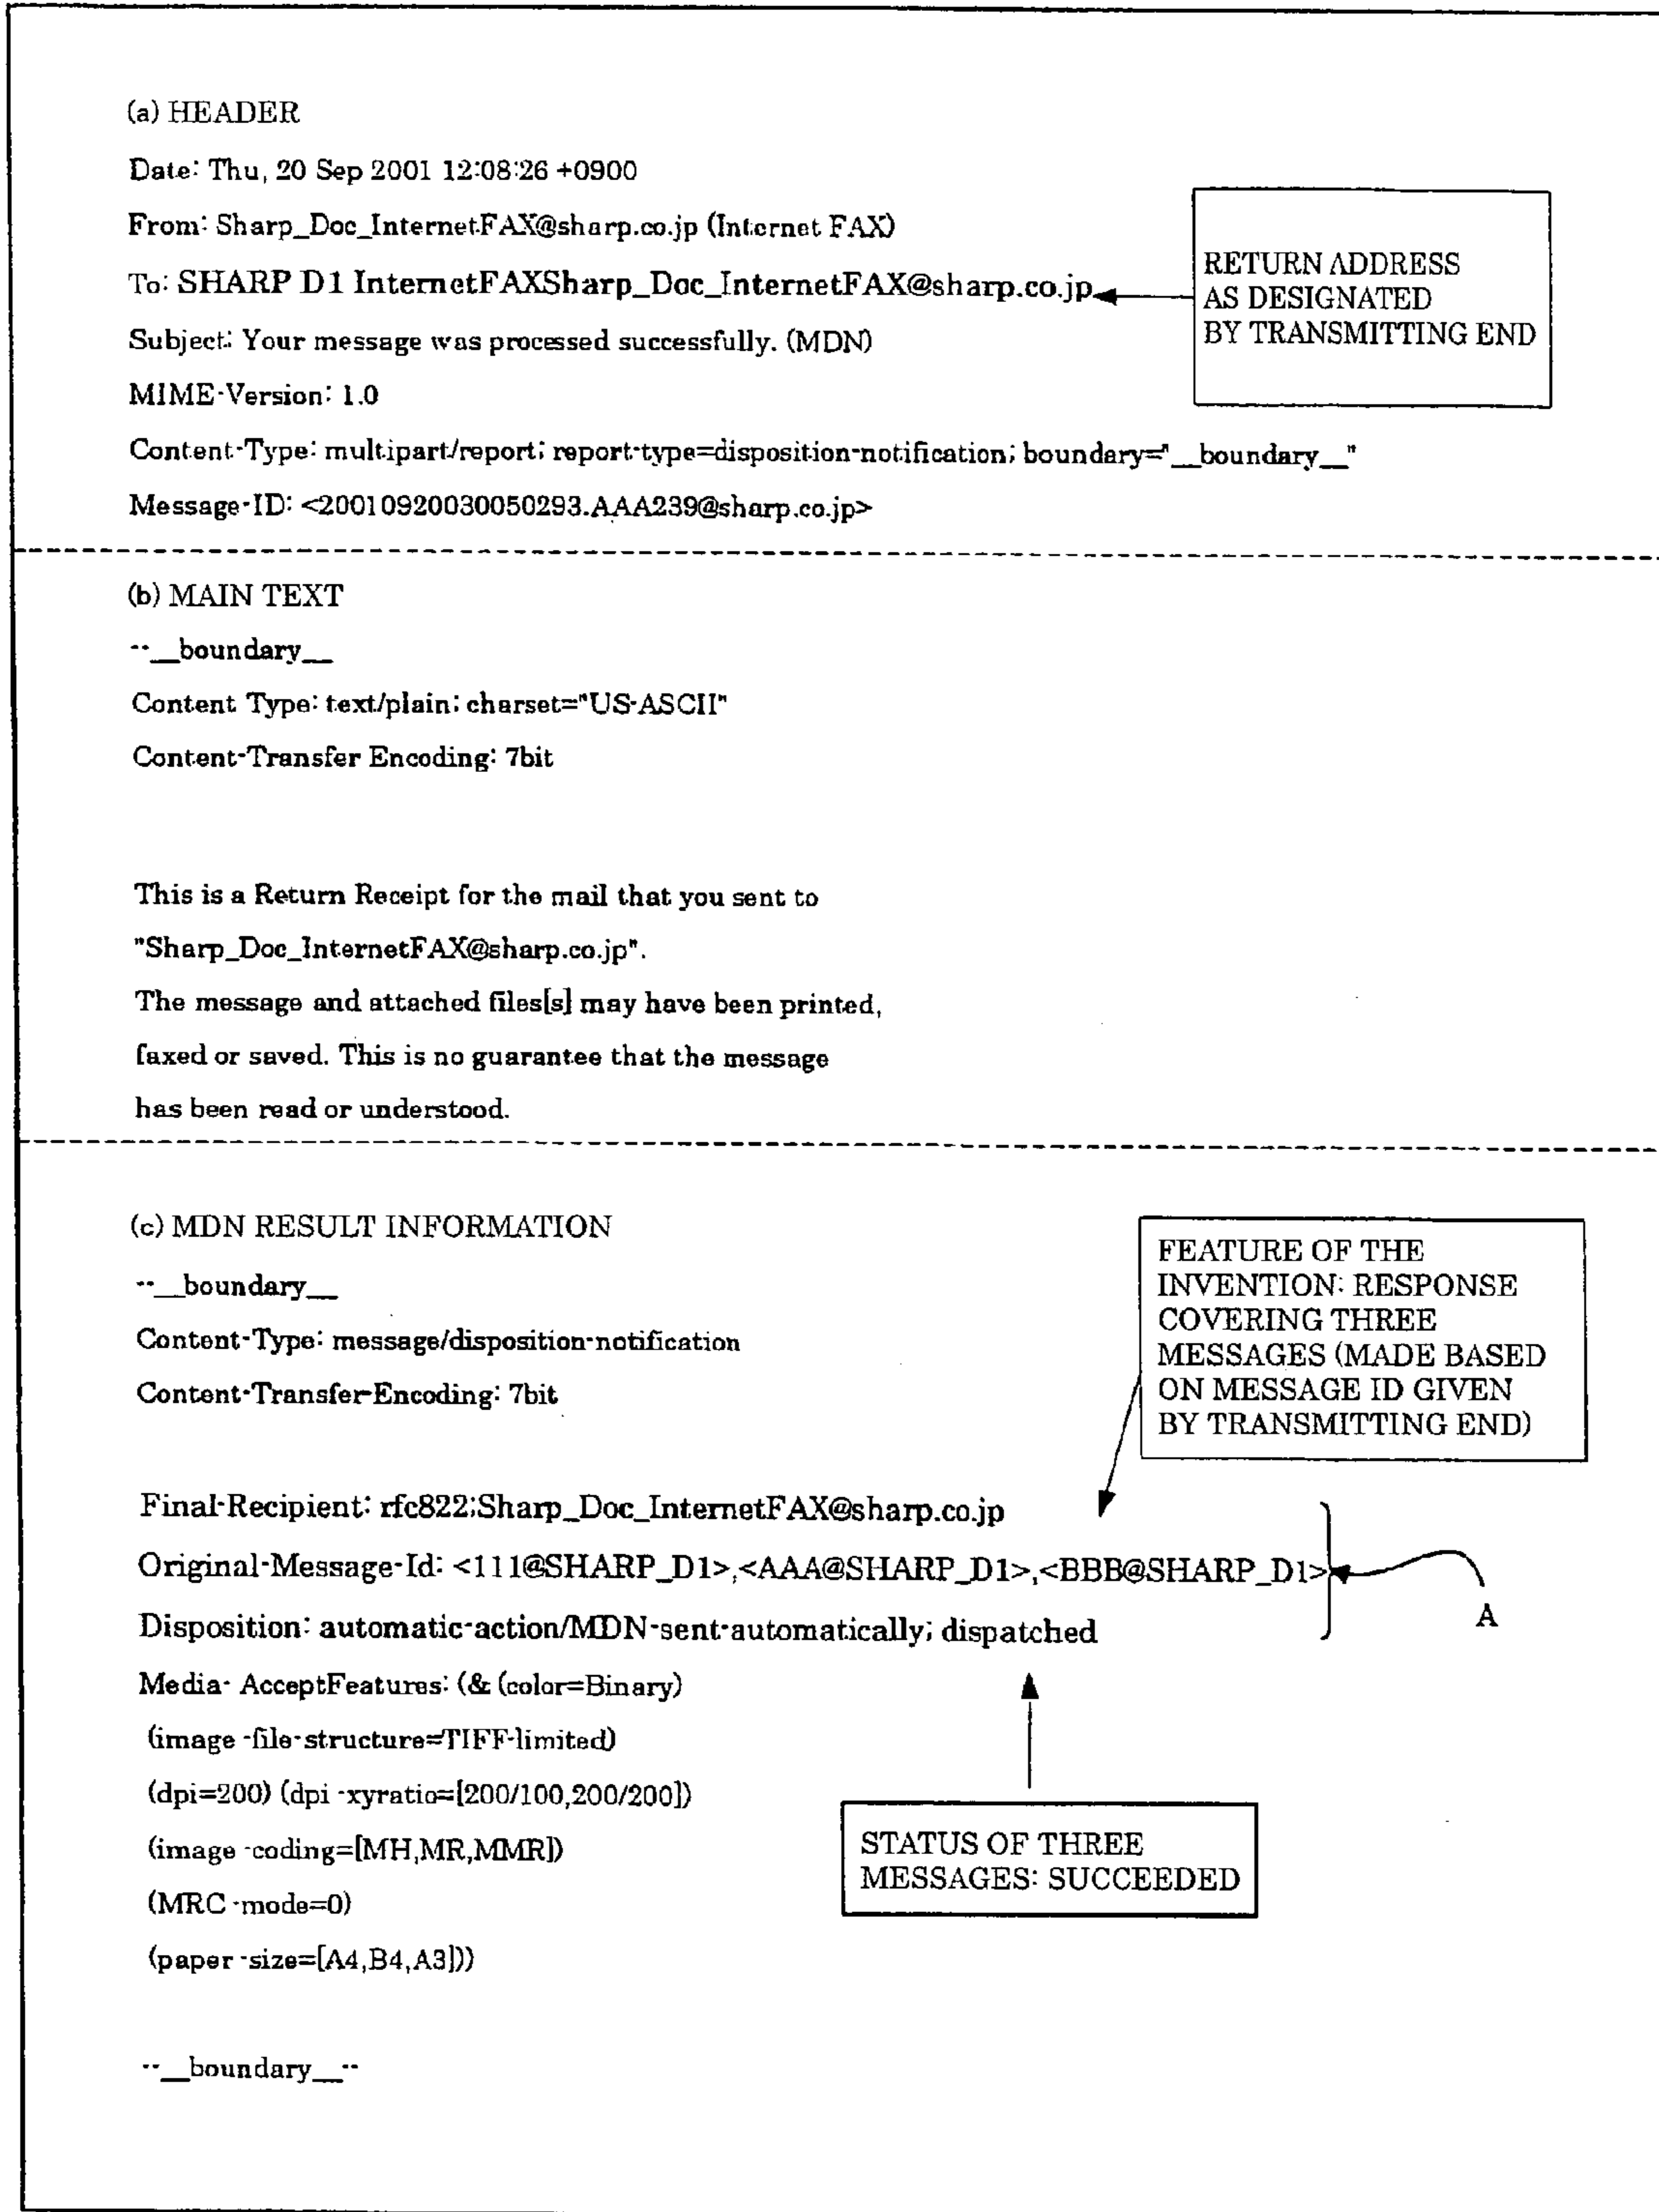 (a) HEADER
Date: Thu, 20 Sep 2001 12:08:26 +0900
From: Sharp_Doc_InternetFAX@sharp.co.jp (Internet FAX)
To: SHARP D1 InternetFAXSharp_Doc_InternetFAX@sharp.co.jp
RETURN ADDRESS
AS DESIGNATED
BY TRANSMITTING END
Subject: Your message was processed successfully. (MDN)
MIME-Version: 1.0
Content-Type: multipart/report; report-type=disposition-notification; boundary="__boundary__"
Message-ID: <20010920030050293.AAA239@sharp.co.jp>
(b) MAIN TEXT
--__boundary__
Content Type: text/plain; charset="US-ASCII"
Content-Transfer Encoding: 7bit
This is a Return Receipt for the mail that you sent to
"Sharp_Doc_InternetFAX@sharp.co.jp".
The message and attached files[s] may have been printed,
faxed or saved. This is no guarantee that the message
has been read or understood.
(c) MDN RESULT INFORMATION
--__boundary__
Content-Type: message/disposition-notification
Content-Transfer-Encoding: 7bit
FEATURE OF THE
INVENTION: RESPONSE
COVERING THREE
MESSAGES (MADE BASED
ON MESSAGE ID GIVEN
BY TRANSMITTING END)
Final-Recipient: rfc822;Sharp_Doc_InternetFAX@sharp.co.jp
Original-Message-Id: <111@SHARP_D1>,<AAA@SHARP_D1>,<BBB@SHARP_D1>
A
Disposition: automatic-action/MDN-sent-automatically; dispatched
Media- AcceptFeatures: (& (color=Binary)
(image -file-structure=TIFF-limited)
(dpi=200) (dpi -xyratio=[200/100,200/200])
(image -coding=[MH,MR,MMR])
(MRC -mode=0)
(paper -size=[A4,B4,A3]))
STATUS OF THREE
MESSAGES: SUCCEEDED
--__boundary__--